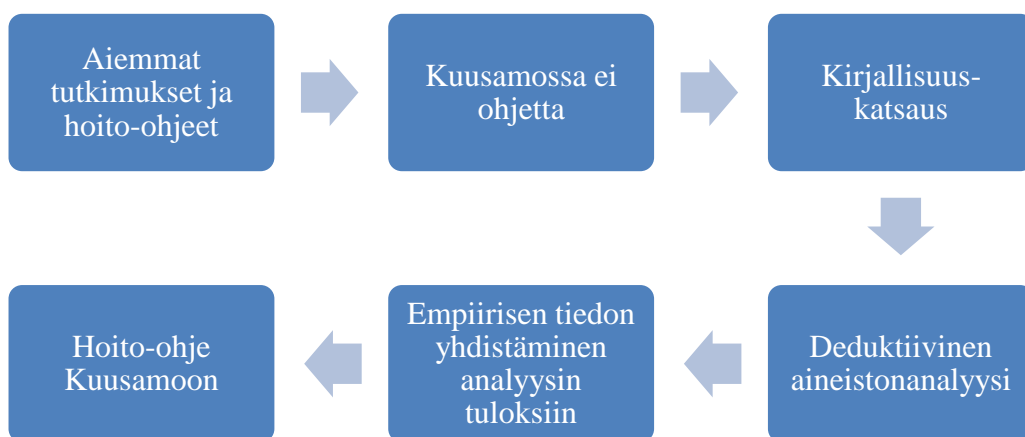 Aiemmat
tutkimukset ja
hoito-ohjeet
Kuusamossa ei
ohjetta
Kirjallisuus-
katsaus
Deduktiivinen
aineistonanalyysi
Empiirisen tiedon
yhdistäminen
analyysin
tuloksiin
Hoito-ohje
Kuusamoon